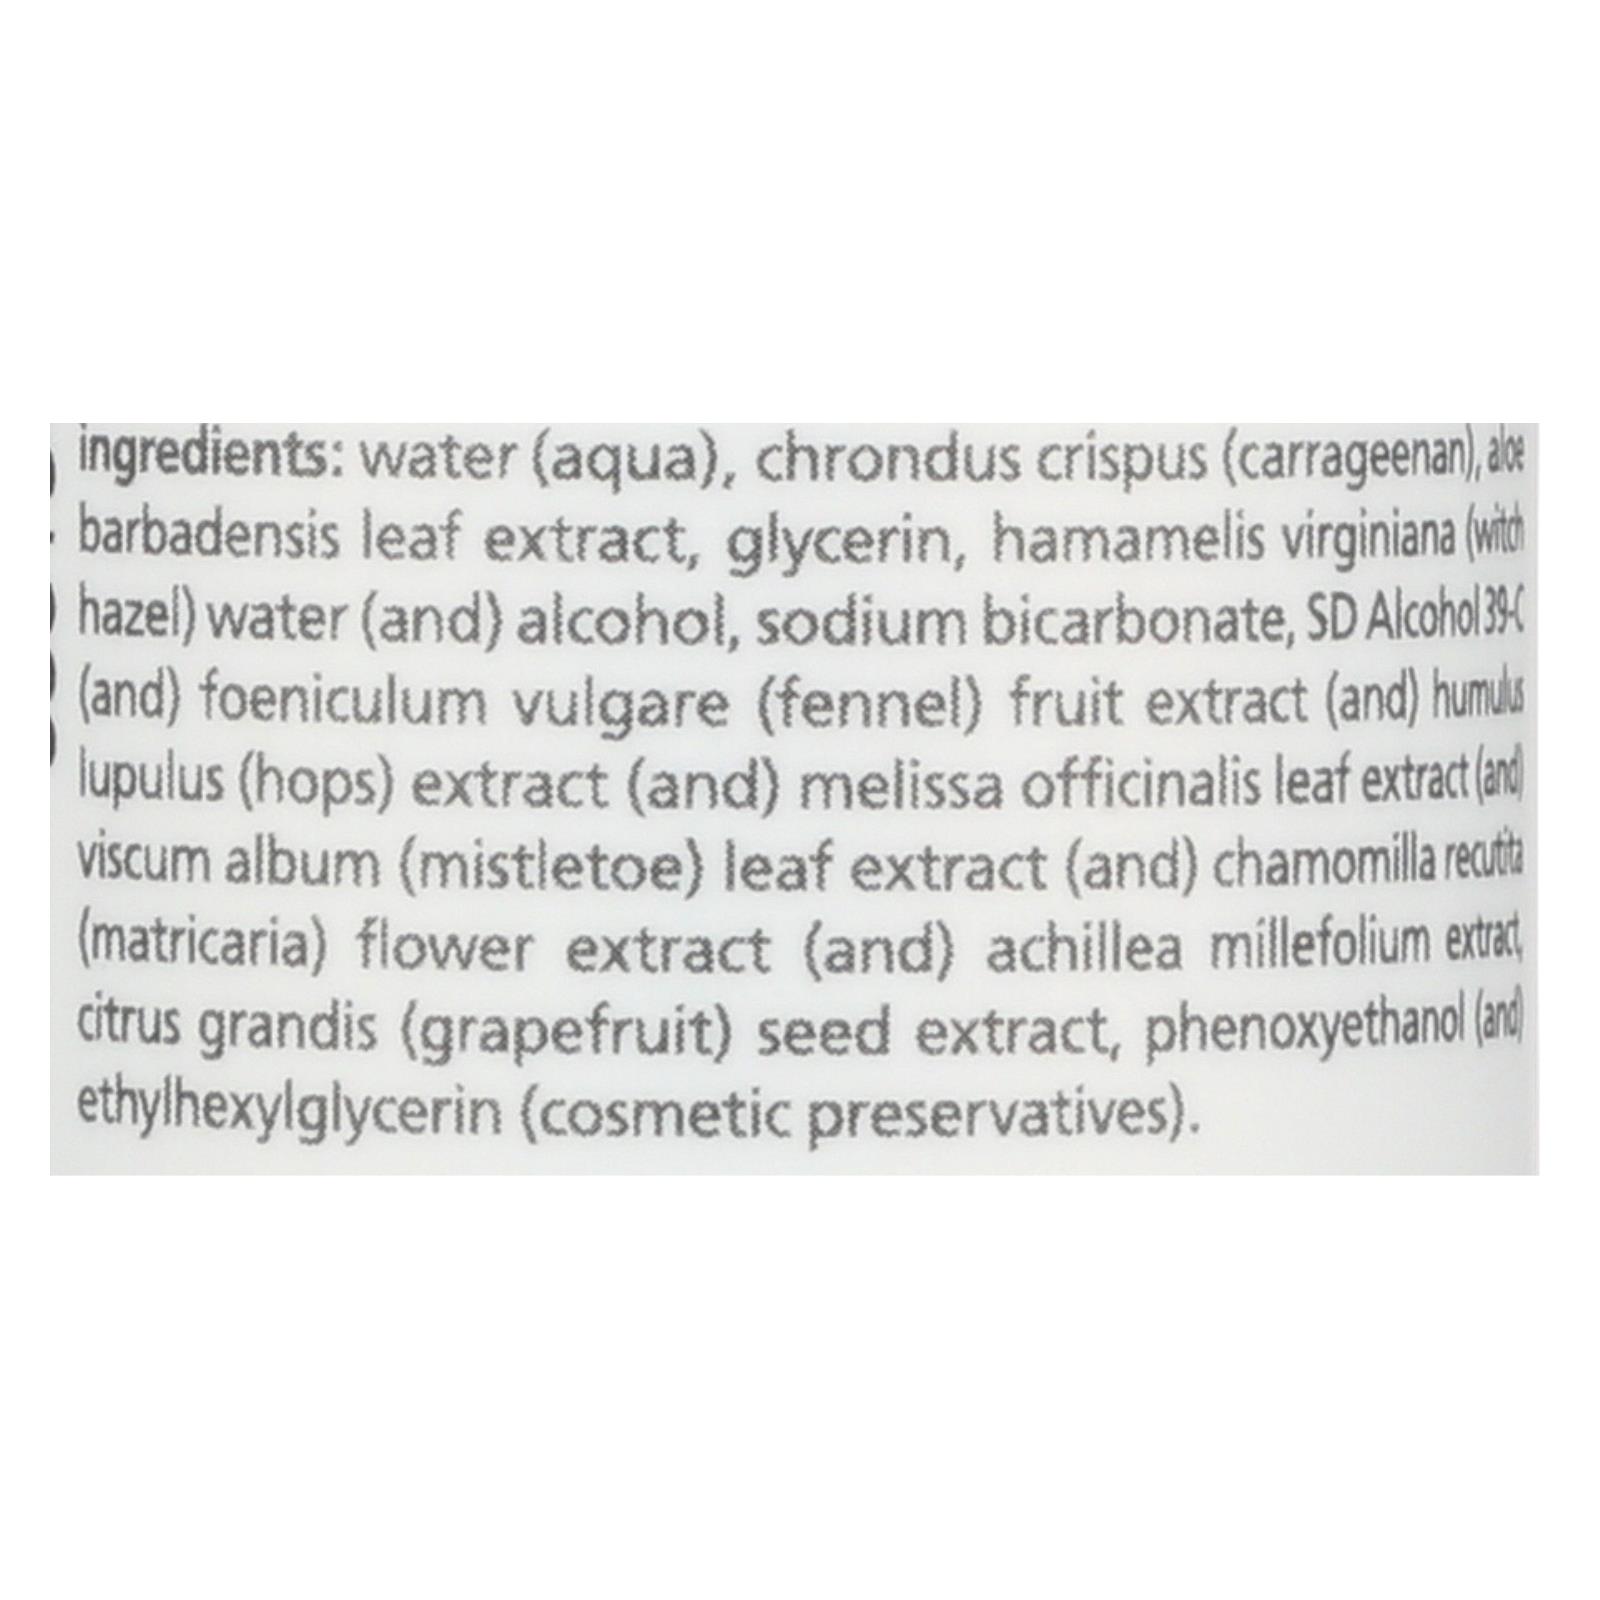 ingredients: water (aqua), chrondus crispus (carrageenan), aloe
barbadensis leaf extract, glycerin, hamamelis virginiana (witch
hazel) water (and) alcohol, sodium bicarbonate, SD Alcohol 39-C
(and) foeniculum vulgare (fennel) fruit extract (and) humulus
lupulus (hops) extract (and) melissa officinalis leaf extract (and)
viscum album (mistletoe) leaf extract (and) chamomilla recutita
(matricaria) flower extract (and) achillea millefolium extract,
citrus grandis (grapefruit) seed extract, phenoxyethanol (and)
ethylhexylglycerin (cosmetic preservatives).